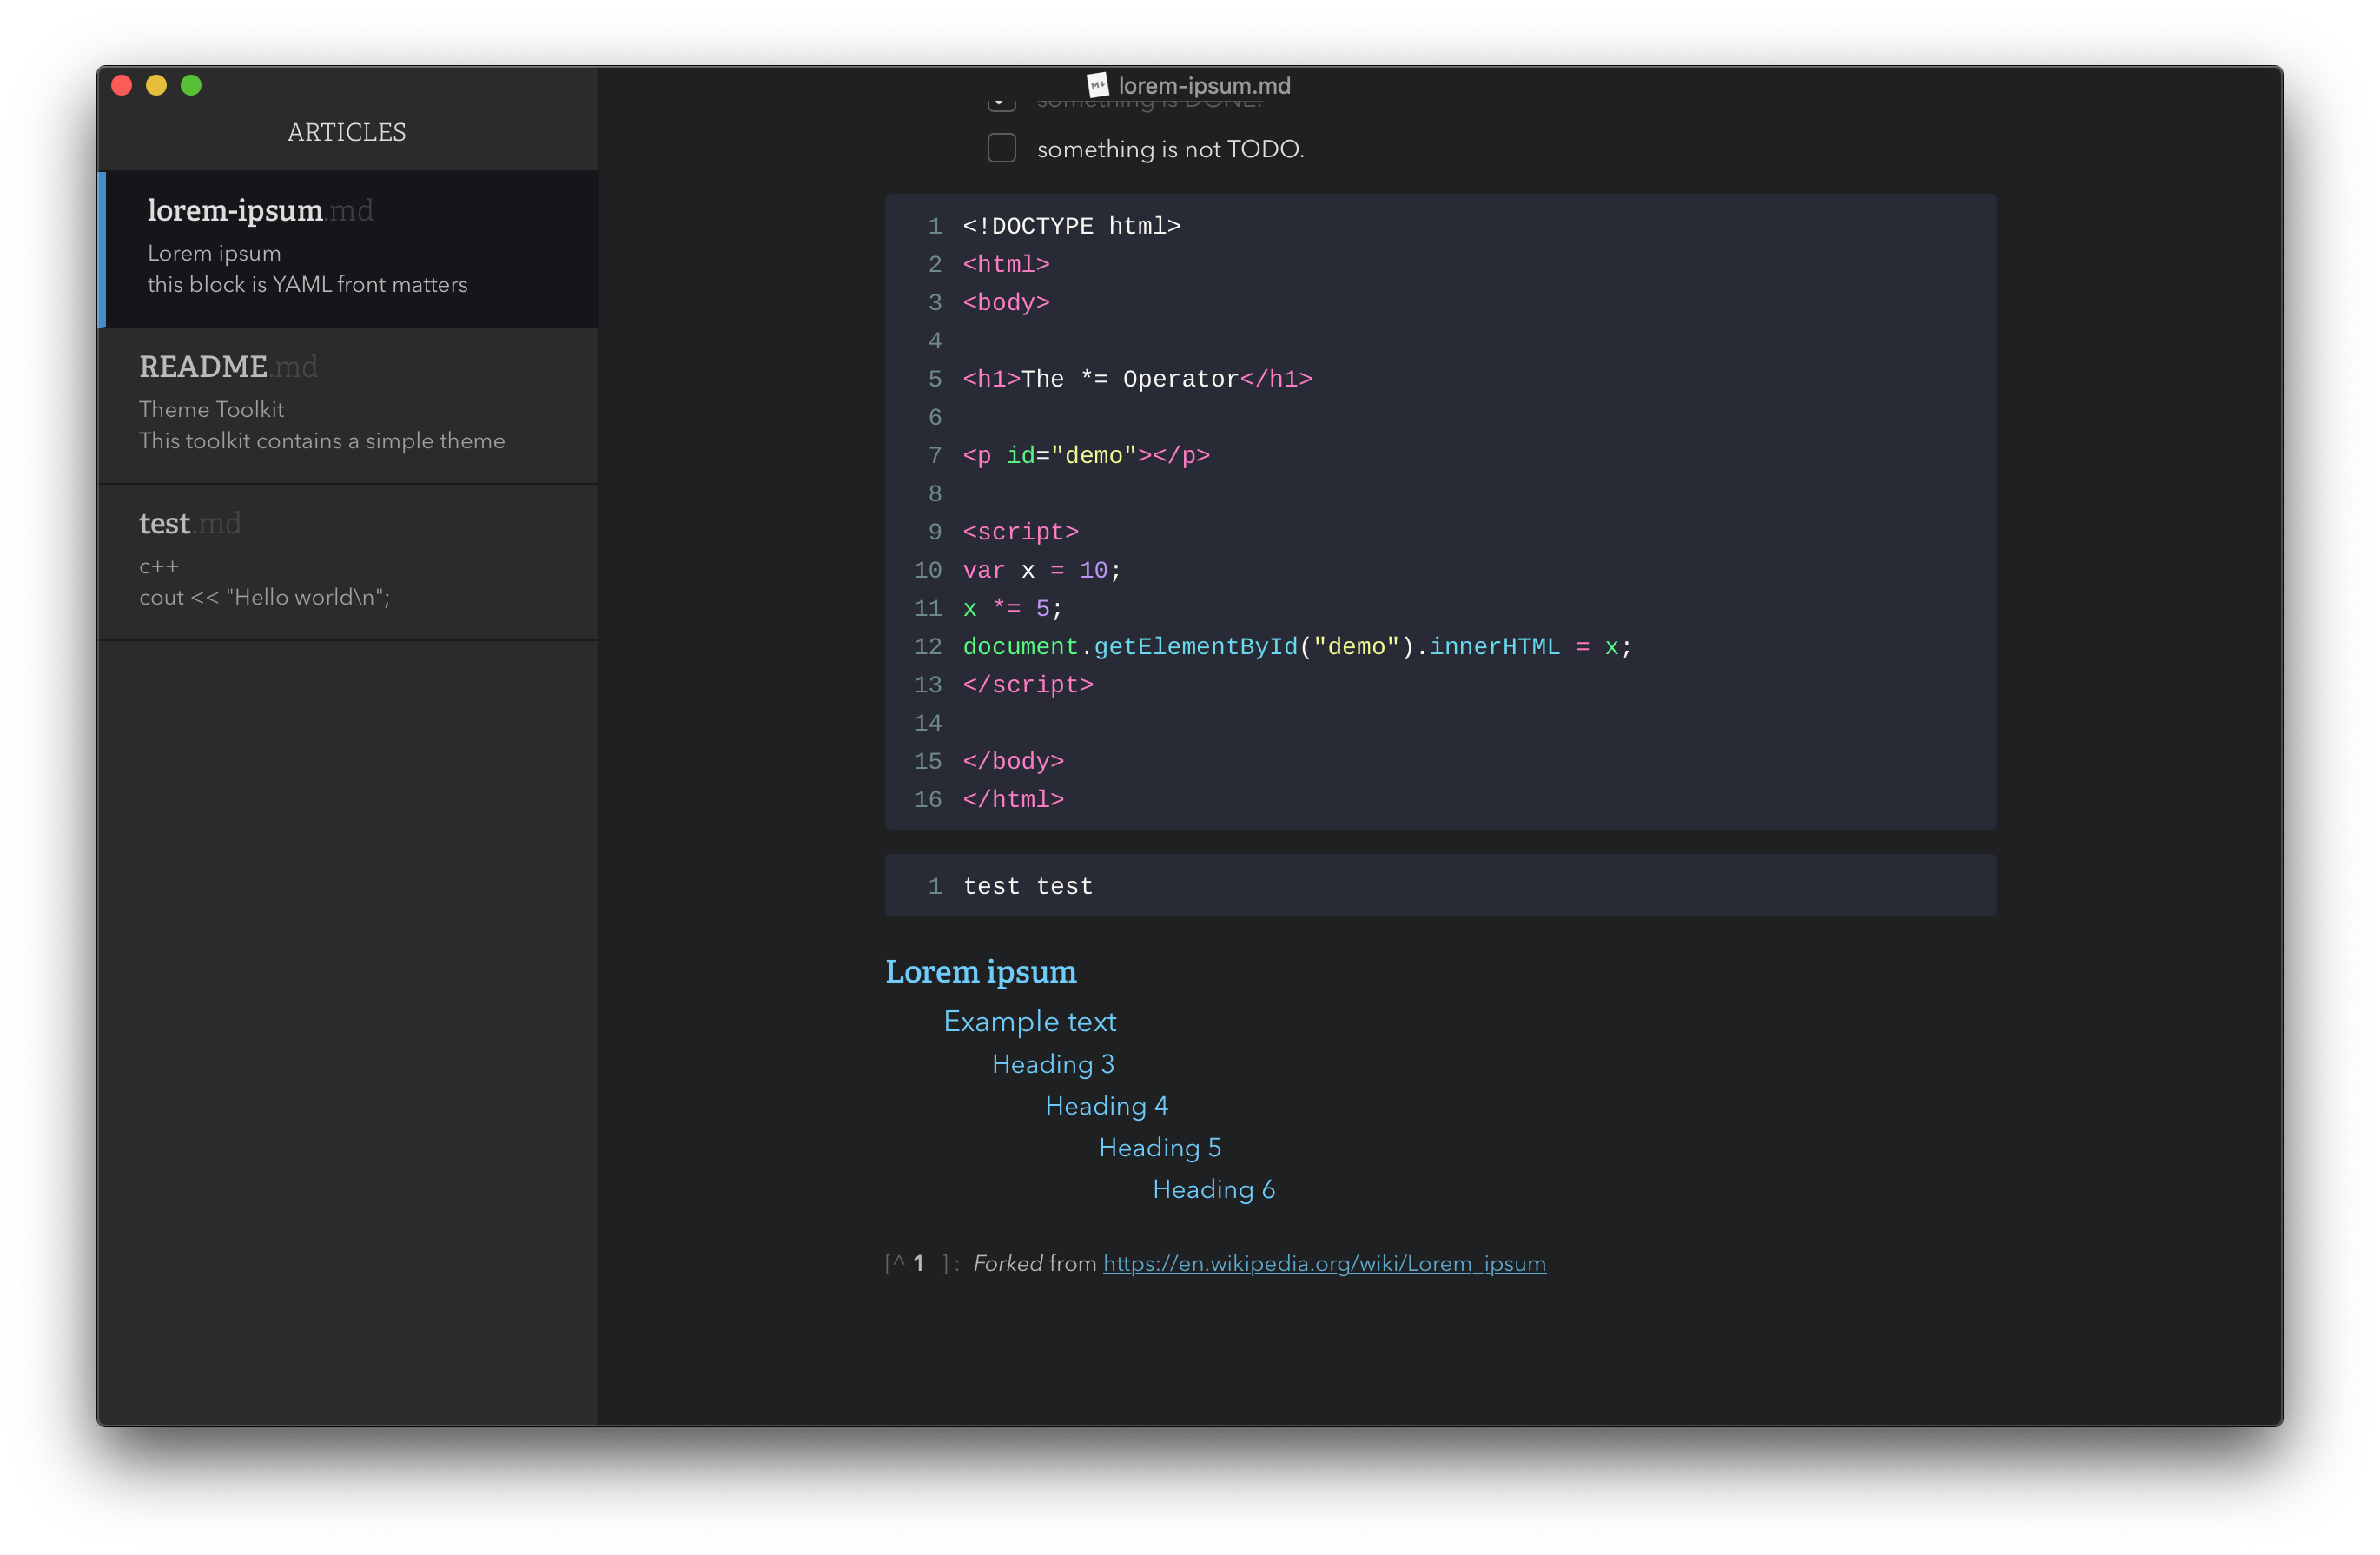 lorem-ipsum.md
ARTICLES
lorem-ipsum.md
Lorem ipsum
this block is YAML front matters
README.md
Theme Toolkit
This toolkit contains a simple theme
test.md
c++
cout << "Hello world\n";
something is DONE.
something is not TODO.
1 <!DOCTYPE html>
2 <html>
3 <body>
4
5 <h1>The *= Operator</h1>
6
7 <p id="demo"></p>
8
9 <script>
10 var x = 10;
11 x *= 5;
12 document.getElementById("demo").innerHTML = x;
13 </script>
14
15 </body>
16 </html>
1 test test
Lorem ipsum
Example text
Heading 3
Heading 4
Heading 5
Heading 6
[^ 1 ]: Forked from https://en.wikipedia.org/wiki/Lorem_ipsum